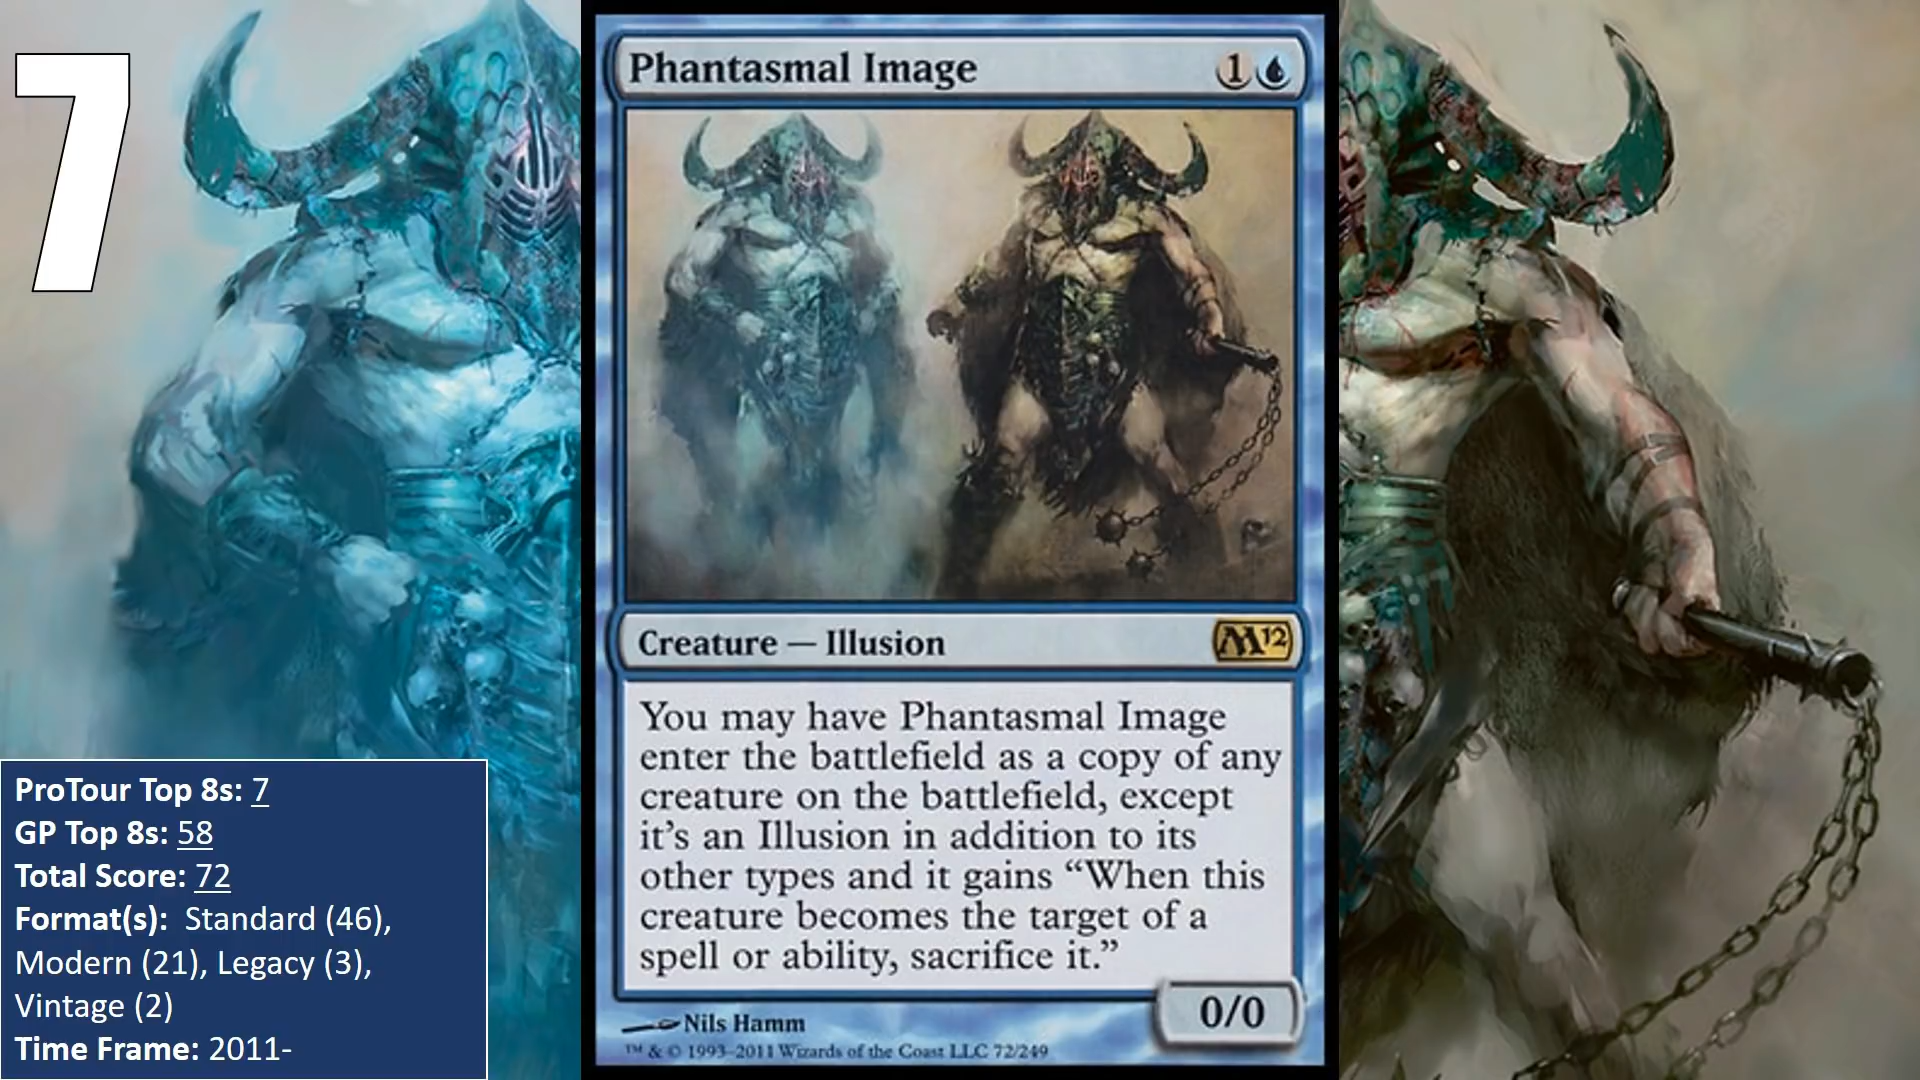 7
Phantasmal Image 1
Creature — Illusion M12
You may have Phantasmal Image
enter the battlefield as a copy of any
creature on the battlefield, except
it's an Illusion in addition to its
other types and it gains “When this
creature becomes the target of a
spell or ability, sacrifice it.”
0/0
Nils Hamm
™ & © 1993–2011 Wizards of the Coast LLC 72/249
ProTour Top 8s: 7
GP Top 8s: 58
Total Score: 72
Format(s): Standard (46),
Modern (21), Legacy (3),
Vintage (2)
Time Frame: 2011-